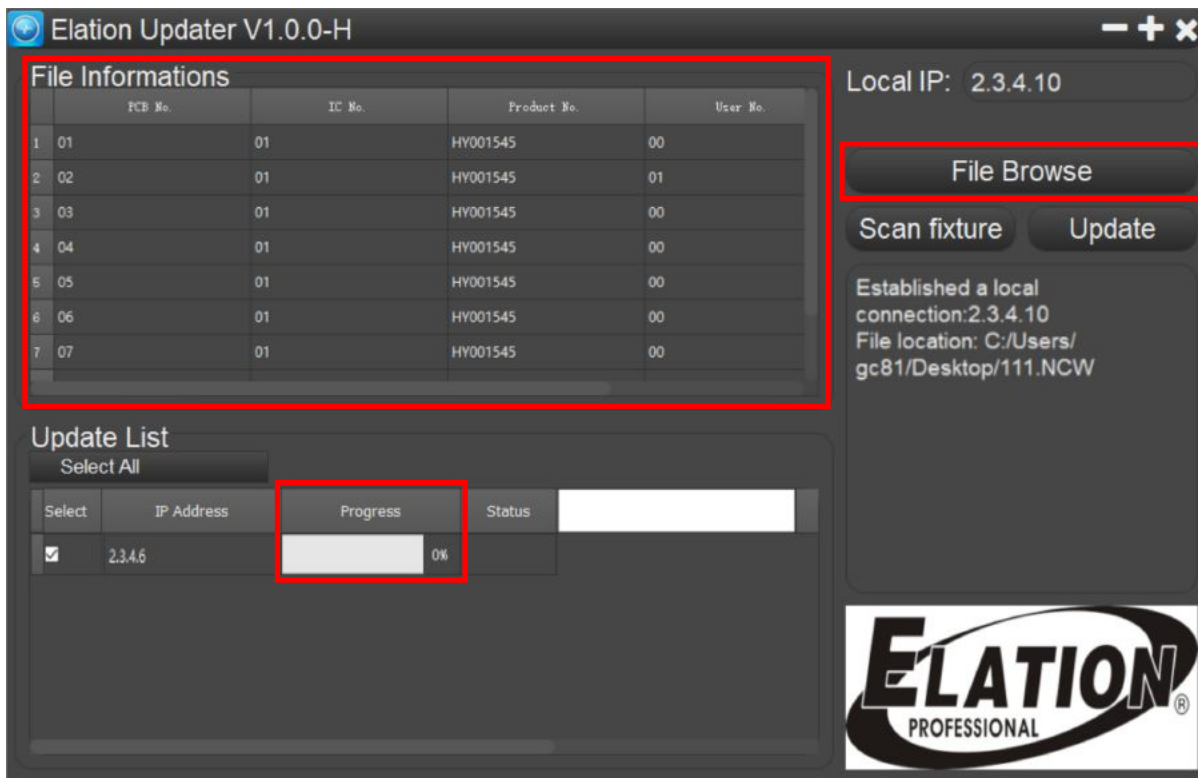 Elation Updater V1.0.0-H
File Informations
PCB No. IC No. Product No. User No.
1 01 01 HY001545 00
2 02 01 HY001545 01
3 03 01 HY001545 00
4 04 01 HY001545 00
5 05 01 HY001545 00
6 06 01 HY001545 00
7 07 01 HY001545 00
Update List
Select All
Select IP Address Progress Status
2.3.4.6 0%
Local IP: 2.3.4.10
File Browse
Scan fixture Update
Established a local
connection:2.3.4.10
File location: C:/Users/
gc81/Desktop/111.NCW
ELATION®
PROFESSIONAL